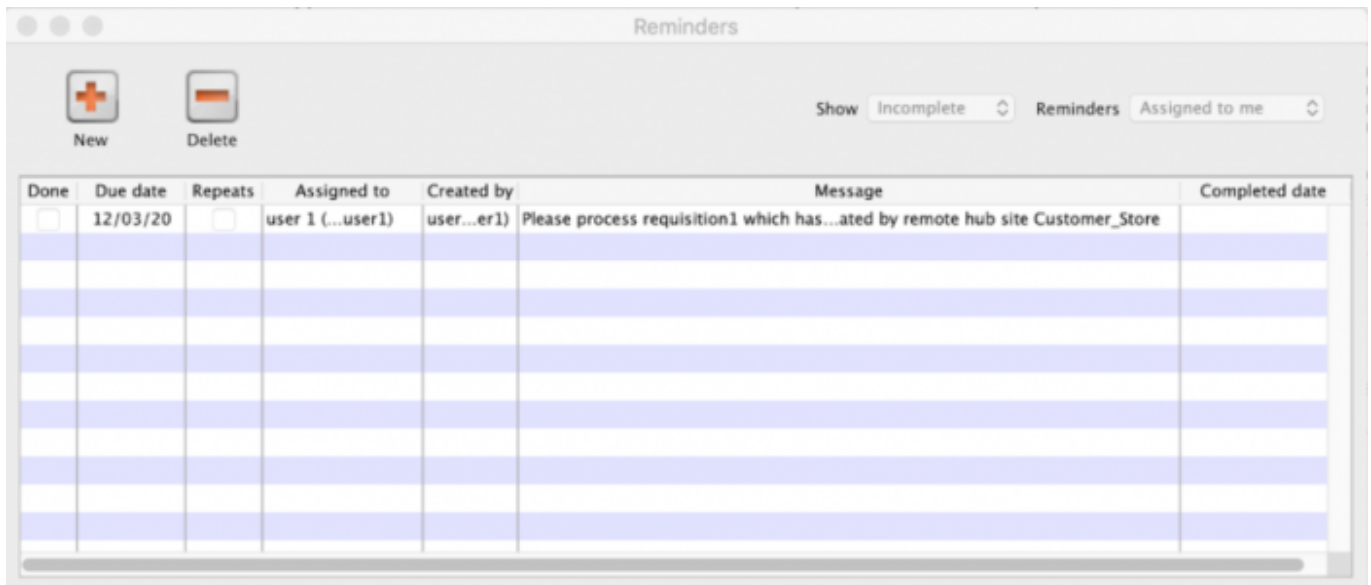 Reminders
New
Delete
Show Incomplete Reminders Assigned to me
Done Due date Repeats Assigned to Created by Message Completed date
12/03/20 user 1 (...user1) user...er1) Please process requisition1 which has...ated by remote hub site Customer_Store